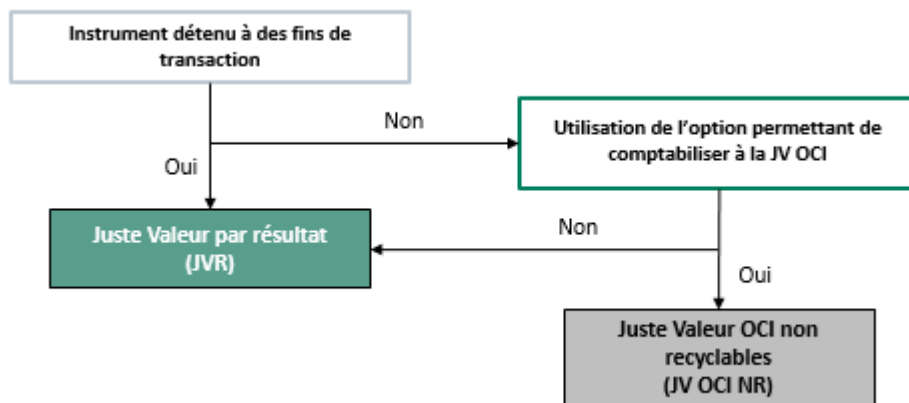 Instrument détenu à des fins de
transaction
Non
Utilisation de l'option permettant de
comptabiliser à la JV OCI
Oui
Juste Valeur par résultat
(JVR)
Non
Oui
Juste Valeur OCI non
recyclables
(JV OCI NR)